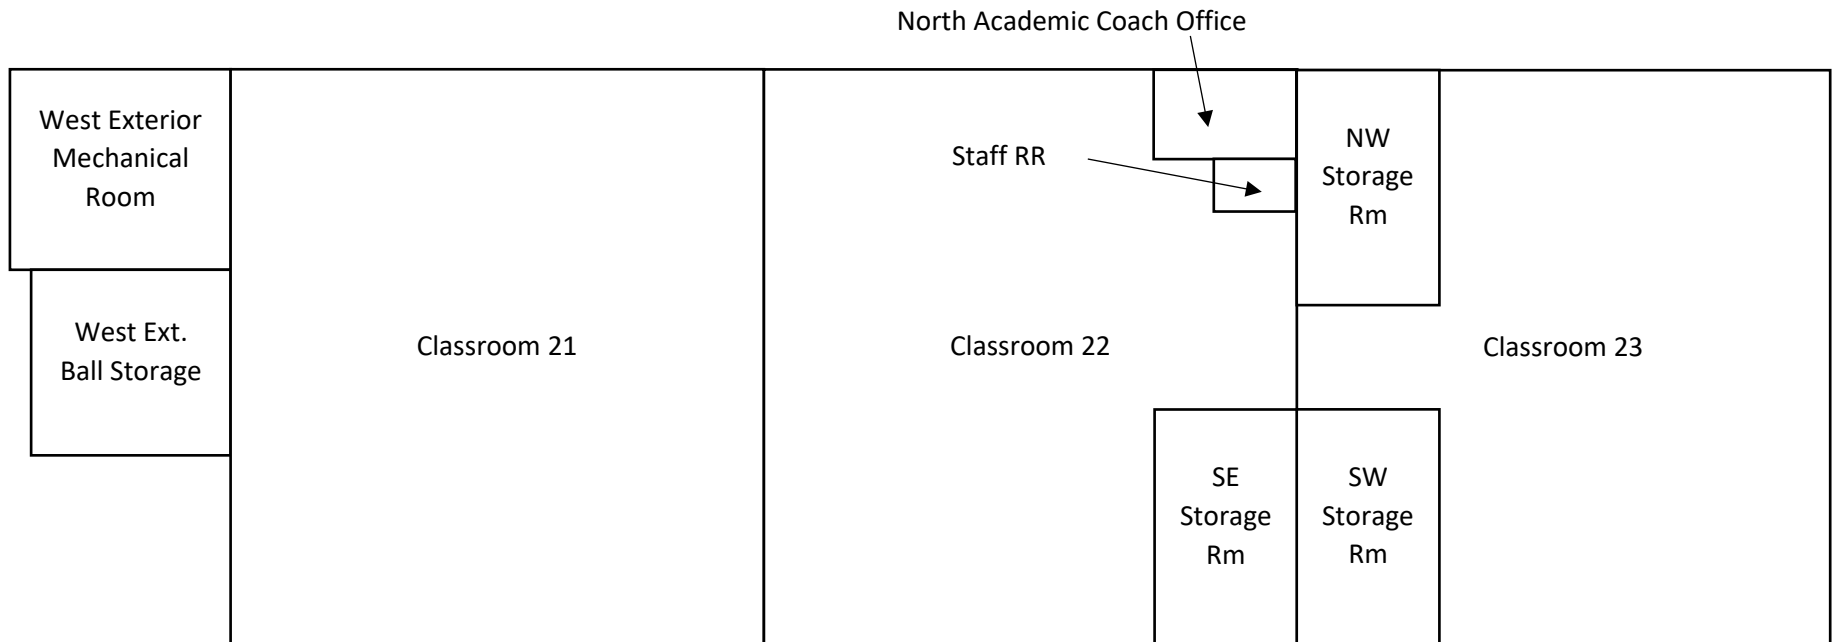 North Academic Coach Office
West Exterior
Mechanical
Room
NW
Storage
Rm
Staff RR
West Ext.
Ball Storage
Classroom 21
Classroom 22
Classroom 23
SE
Storage
Rm
SW
Storage
Rm